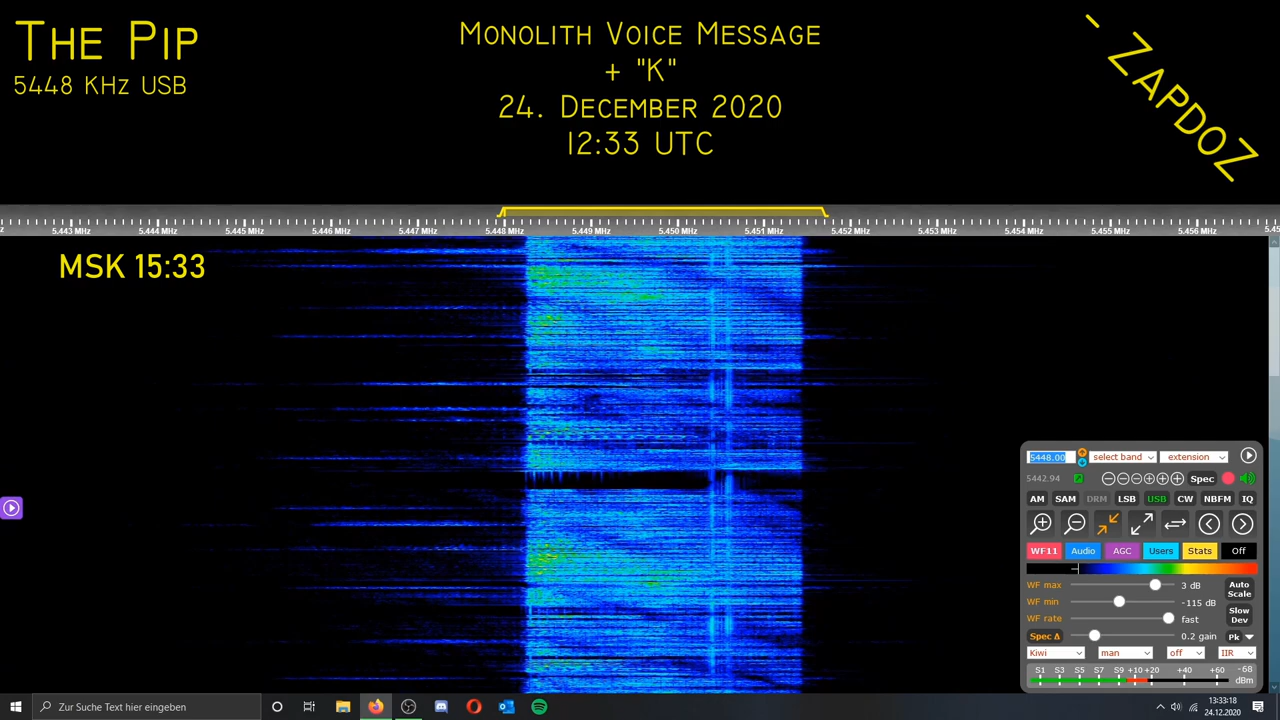 The Pip
5448 KHz USB
Monolith Voice Message
+ "K"
24. December 2020
12:33 UTC
- ZAPDOZ
z 5.443 MHz 5.444 MHz 5.445 MHz 5.446 MHz 5.447 MHz 5.448 MHz 5.449 MHz 5.450 MHz 5.451 MHz 5.452 MHz 5.453 MHz 5.454 MHz 5.455 MHz 5.456 MHz 5.45
MSK 15:33
5448.00 select band extension
5442.94 Spec
AM SAM DRM LSB USB CW NBFM IQ
WF11 Audio AGC Users Stats Off
WF max 3 dB Auto Scale
WF min -115 dB
WF rate fast Slow Dev
Spec Δ 0.2 gain Pk
Kiwi man off IIR
S1 S3 S5 S7 S9 +10 +20 +40 +60 -68 dBm
Zur Suche Text hier eingeben
13:33:18
24.12.2020